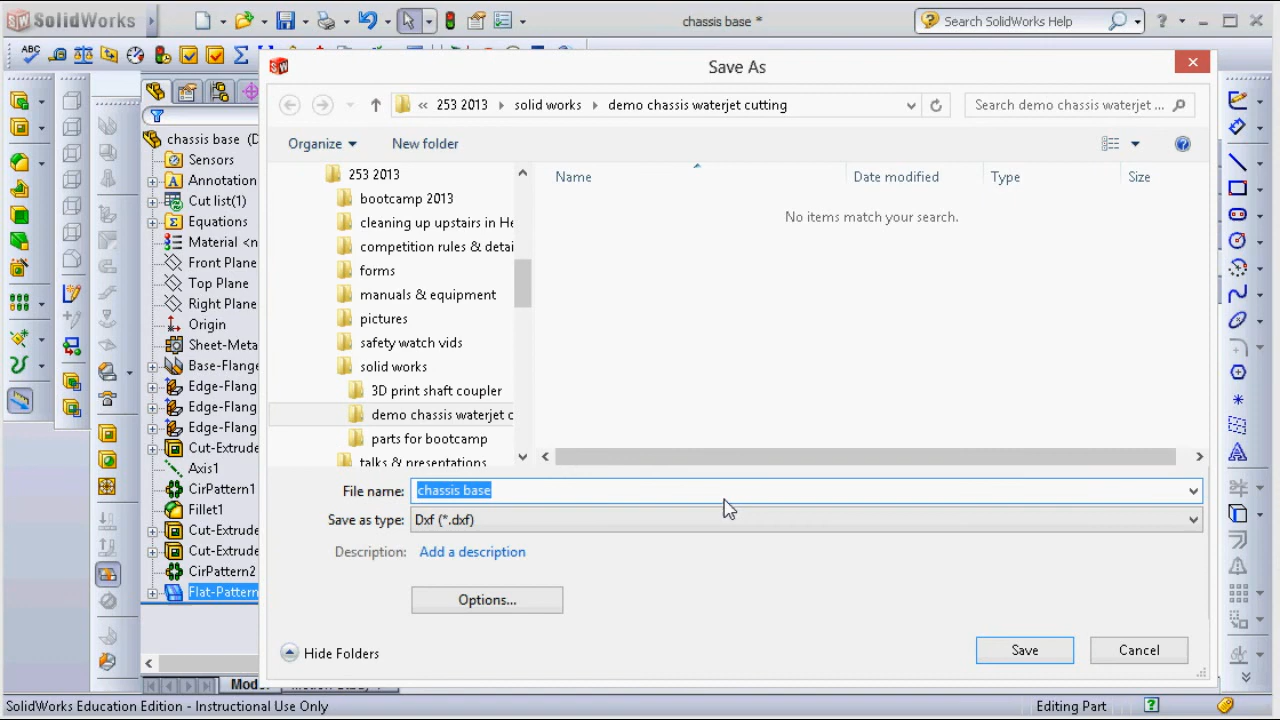 SolidWorks
chassis base *
Search SolidWorks Help
ABC
Save As
« 253 2013 › solid works › demo chassis waterjet cutting
Search demo chassis waterjet ...
Organize
New folder
253 2013
bootcamp 2013
cleaning up upstairs in He
competition rules & detai
forms
manuals & equipment
pictures
safety watch vids
solid works
3D print shaft coupler
demo chassis waterjet c
parts for bootcamp
talks & presentations
Name
Date modified
Type
Size
No items match your search.
chassis base (D
Sensors
Annotation
Cut list(1)
Equations
Material <n
Front Plane
Top Plane
Right Plane
Origin
Sheet-Meta
Base-Flange
Edge-Flang
Edge-Flang
Edge-Flang
Cut-Extrude
Axis1
CirPattern1
Fillet1
Cut-Extrude
Cut-Extrude
CirPattern2
Flat-Pattern
File name: chassis base
Save as type: Dxf (*.dxf)
Description: Add a description
Options...
Hide Folders
Save
Cancel
SolidWorks Education Edition - Instructional Use Only
Editing Part